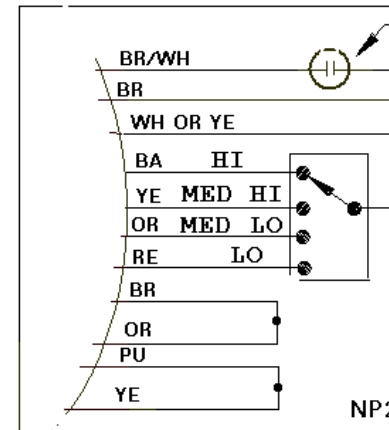 BR/WH
BR
WH OR YE
BA HI
YE MED HI
OR MED LO
RE LO
BR
OR
PU
YE
NP2